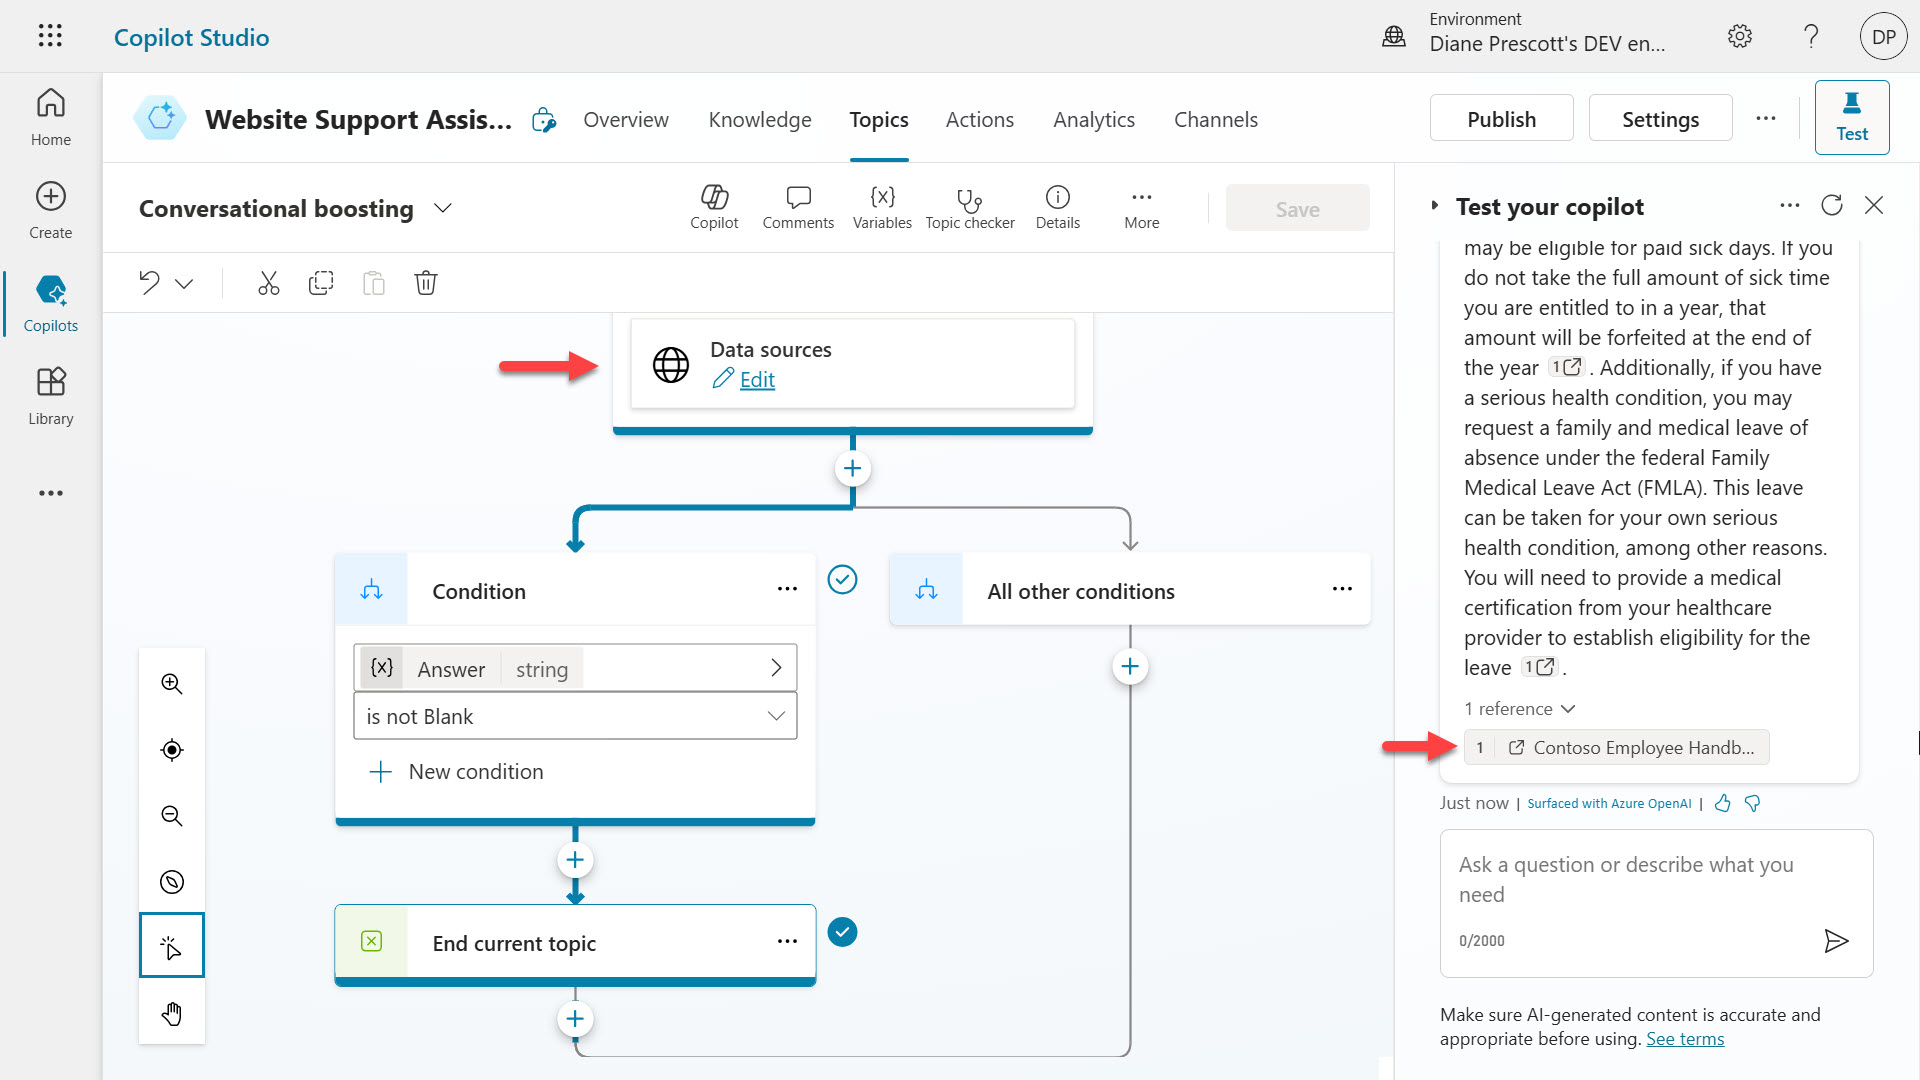 Copilot Studio
Environment
Diane Prescott's DEV en...
DP
Home
Create
Copilots
Library
Website Support Assis...
Overview
Knowledge
Topics
Actions
Analytics
Channels
Publish
Settings
Test
Conversational boosting
Copilot
Comments
{x}
Variables
Topic checker
Details
More
Save
Data sources
Edit
Condition
{x} Answer string
is not Blank
New condition
All other conditions
End current topic
Test your copilot
may be eligible for paid sick days. If you
do not take the full amount of sick time
you are entitled to in a year, that
amount will be forfeited at the end of
the year 1 . Additionally, if you have
a serious health condition, you may
request a family and medical leave of
absence under the federal Family
Medical Leave Act (FMLA). This leave
can be taken for your own serious
health condition, among other reasons.
You will need to provide a medical
certification from your healthcare
provider to establish eligibility for the
leave 1 .
1 reference
1 Contoso Employee Handb...
Just now | Surfaced with Azure OpenAI |
Ask a question or describe what you
need
0/2000
Make sure AI-generated content is accurate and
appropriate before using. See terms